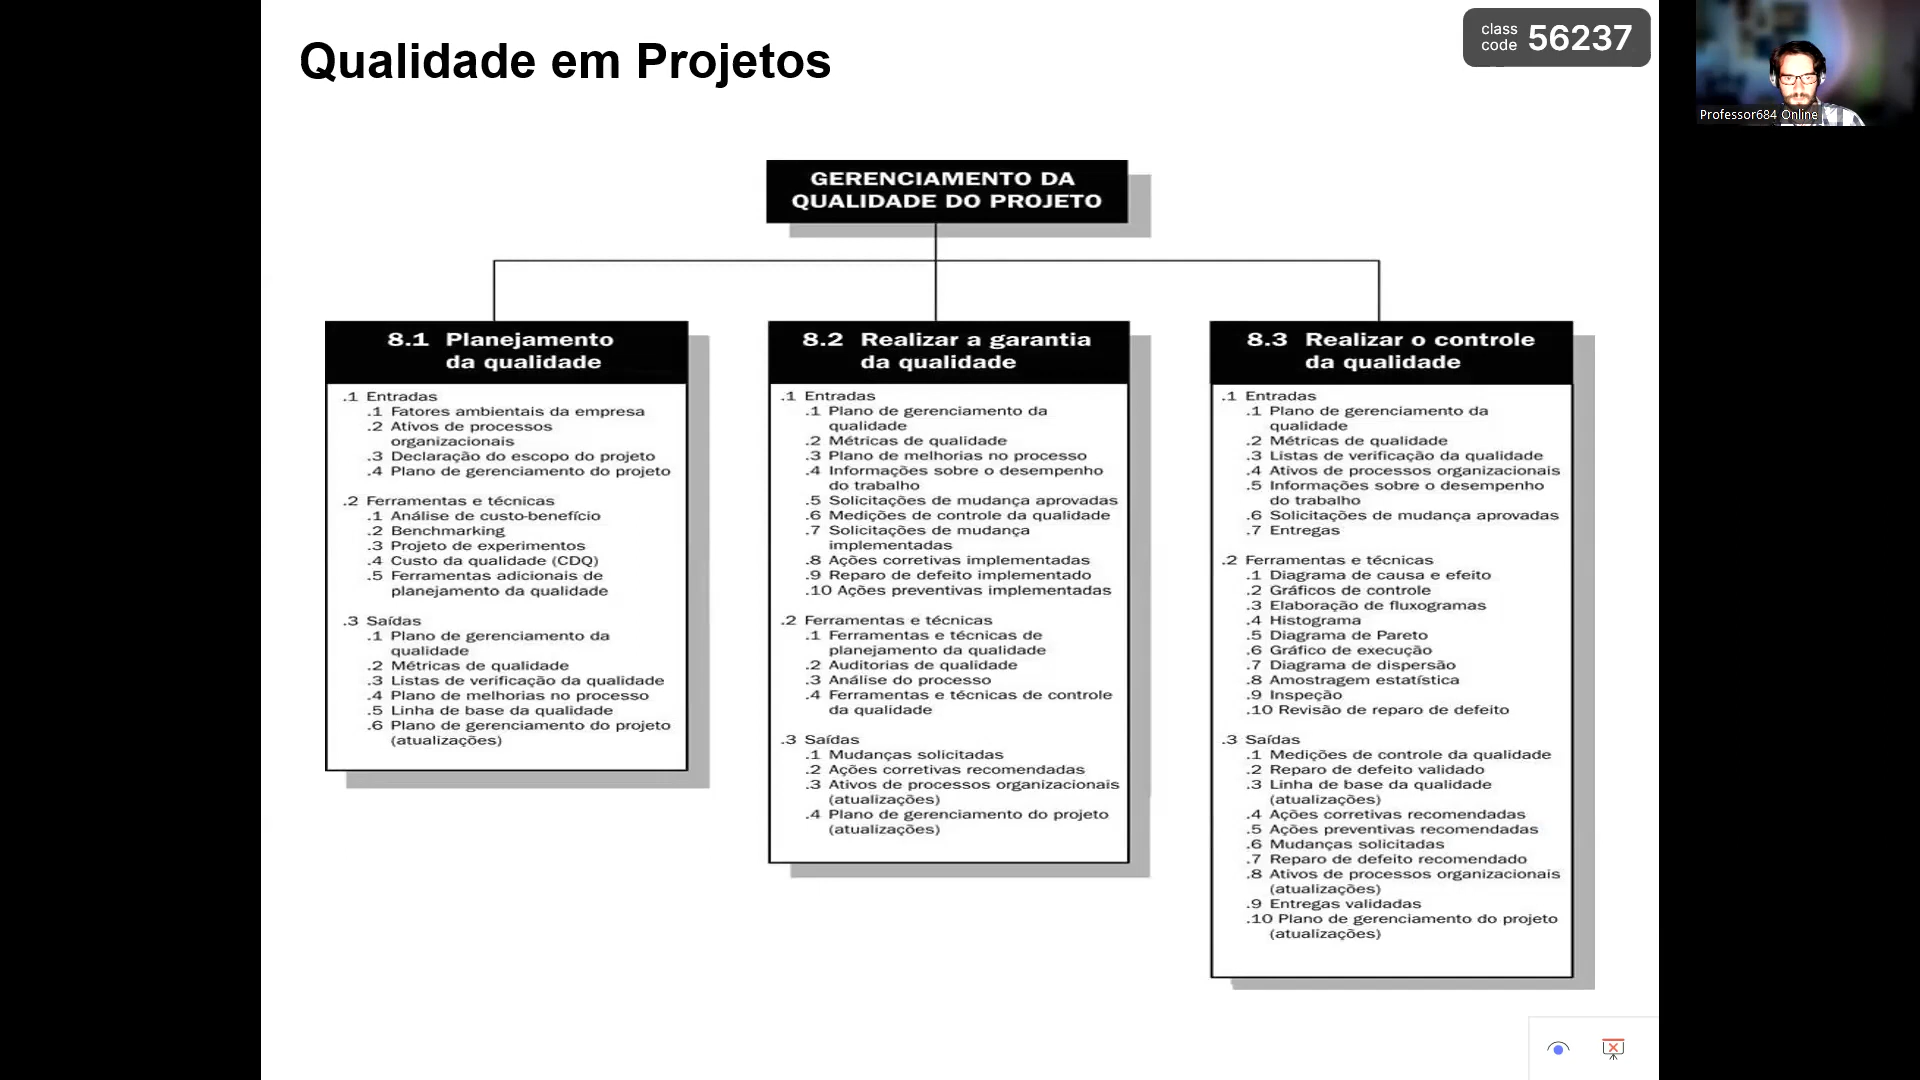 Qualidade em Projetos
class
code 56237
Professor684 Online
GERENCIAMENTO DA
QUALIDADE DO PROJETO
8.1 Planejamento
da qualidade
.1 Entradas
.1 Fatores ambientais da empresa
.2 Ativos de processos
organizacionais
.3 Declaração do escopo do projeto
.4 Plano de gerenciamento do projeto
.2 Ferramentas e técnicas
.1 Análise de custo-benefício
.2 Benchmarking
.3 Projeto de experimentos
.4 Custo da qualidade (CDQ)
.5 Ferramentas adicionais de
planejamento da qualidade
.3 Saídas
.1 Plano de gerenciamento da
qualidade
.2 Métricas de qualidade
.3 Listas de verificação da qualidade
.4 Plano de melhorias no processo
.5 Linha de base da qualidade
.6 Plano de gerenciamento do projeto
(atualizações)
8.2 Realizar a garantia
da qualidade
.1 Entradas
.1 Plano de gerenciamento da
qualidade
.2 Métricas de qualidade
.3 Plano de melhorias no processo
.4 Informações sobre o desempenho
do trabalho
.5 Solicitações de mudança aprovadas
.6 Medições de controle da qualidade
.7 Solicitações de mudança
implementadas
.8 Ações corretivas implementadas
.9 Reparo de defeito implementado
.10 Ações preventivas implementadas
.2 Ferramentas e técnicas
.1 Ferramentas e técnicas de
planejamento da qualidade
.2 Auditorias de qualidade
.3 Análise do processo
.4 Ferramentas e técnicas de controle
da qualidade
.3 Saídas
.1 Mudanças solicitadas
.2 Ações corretivas recomendadas
.3 Ativos de processos organizacionais
(atualizações)
.4 Plano de gerenciamento do projeto
(atualizações)
8.3 Realizar o controle
da qualidade
.1 Entradas
.1 Plano de gerenciamento da
qualidade
.2 Métricas de qualidade
.3 Listas de verificação da qualidade
.4 Ativos de processos organizacionais
.5 Informações sobre o desempenho
do trabalho
.6 Solicitações de mudança aprovadas
.7 Entregas
.2 Ferramentas e técnicas
.1 Diagrama de causa e efeito
.2 Gráficos de controle
.3 Elaboração de fluxogramas
.4 Histograma
.5 Diagrama de Pareto
.6 Gráfico de execução
.7 Diagrama de dispersão
.8 Amostragem estatística
.9 Inspeção
.10 Revisão de reparo de defeito
.3 Saídas
.1 Medições de controle da qualidade
.2 Reparo de defeito validado
.3 Linha de base da qualidade
(atualizações)
.4 Ações corretivas recomendadas
.5 Ações preventivas recomendadas
.6 Mudanças solicitadas
.7 Reparo de defeito recomendado
.8 Ativos de processos organizacionais
(atualizações)
.9 Entregas validadas
.10 Plano de gerenciamento do projeto
(atualizações)